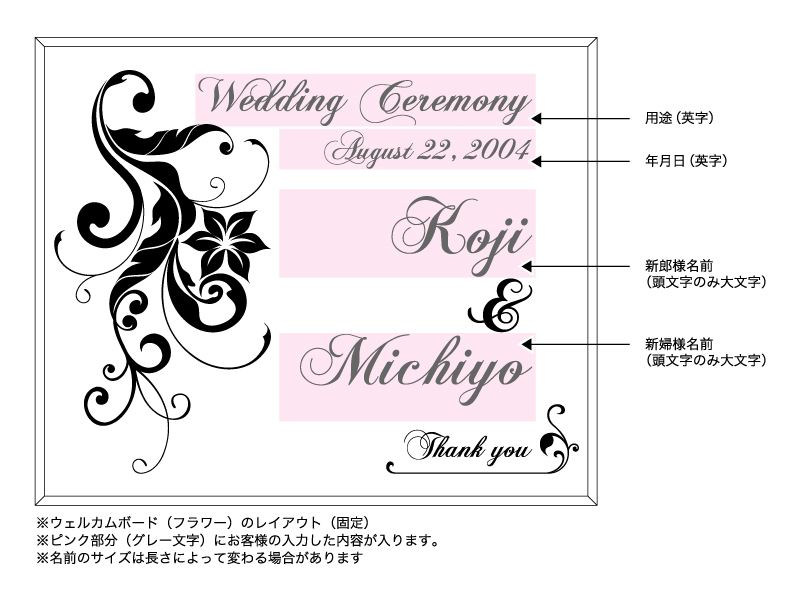 Wedding Ceremony
用途（英字）
August 22, 2004
年月日（英字）
Koji
新郎様名前
（頭文字のみ大文字）
&
Michiyo
新婦様名前
（頭文字のみ大文字）
Thank you
※ウェルカムボード（フラワー）のレイアウト（固定）
※ピンク部分（グレー文字）にお客様の入力した内容が入ります。
※名前のサイズは長さによって変わる場合があります